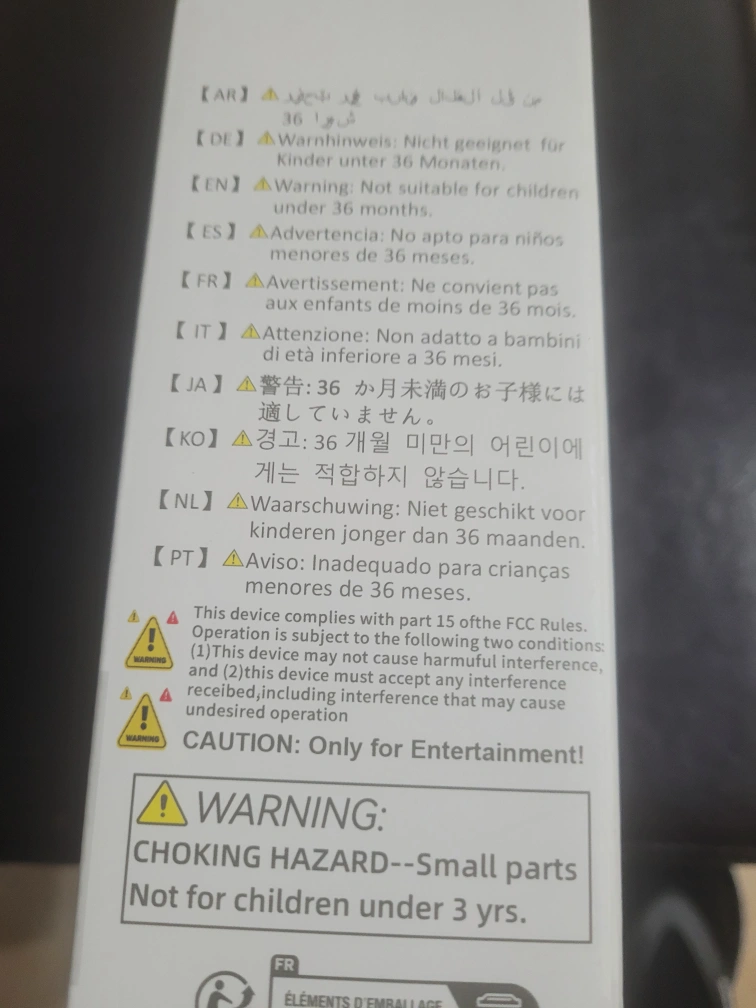 【AR】
36
【DE】 Warnhinweis: Nicht geeignet für
Kinder unter 36 Monaten.
【EN】 Warning: Not suitable for children
under 36 months.
【ES】 Advertencia: No apto para niños
menores de 36 meses.
【FR】 Avertissement: Ne convient pas
aux enfants de moins de 36 mois.
【IT】 Attenzione: Non adatto a bambini
di età inferiore a 36 mesi.
【JA】 警告: 36 か月未満のお子様には
適していません。
【KO】 경고: 36 개월 미만의 어린이에
게는 적합하지 않습니다.
【NL】 Waarschuwing: Niet geschikt voor
kinderen jonger dan 36 maanden.
【PT】 Aviso: Inadequado para crianças
menores de 36 meses.
This device complies with part 15 ofthe FCC Rules.
Operation is subject to the following two conditions:
(1)This device may not cause harmuful interference,
and (2)this device must accept any interference
receibed,including interference that may cause
undesired operation
WARNING
WARNING
CAUTION: Only for Entertainment!
WARNING:
CHOKING HAZARD--Small parts
Not for children under 3 yrs.
FR
ÉLÉMENTS D'EMBALLAGE